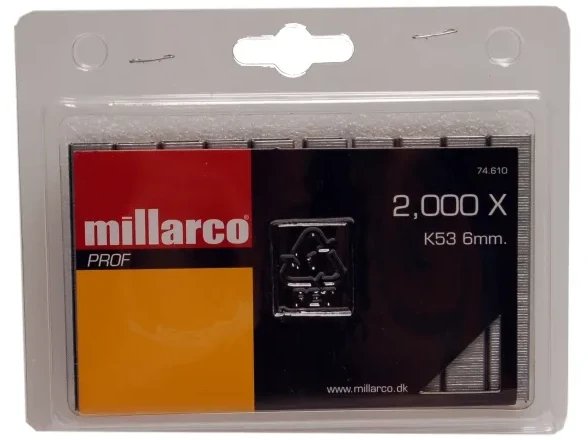 74.610
2,000 X
K53 6mm.
millarco®
PROF
www.millarco.dk